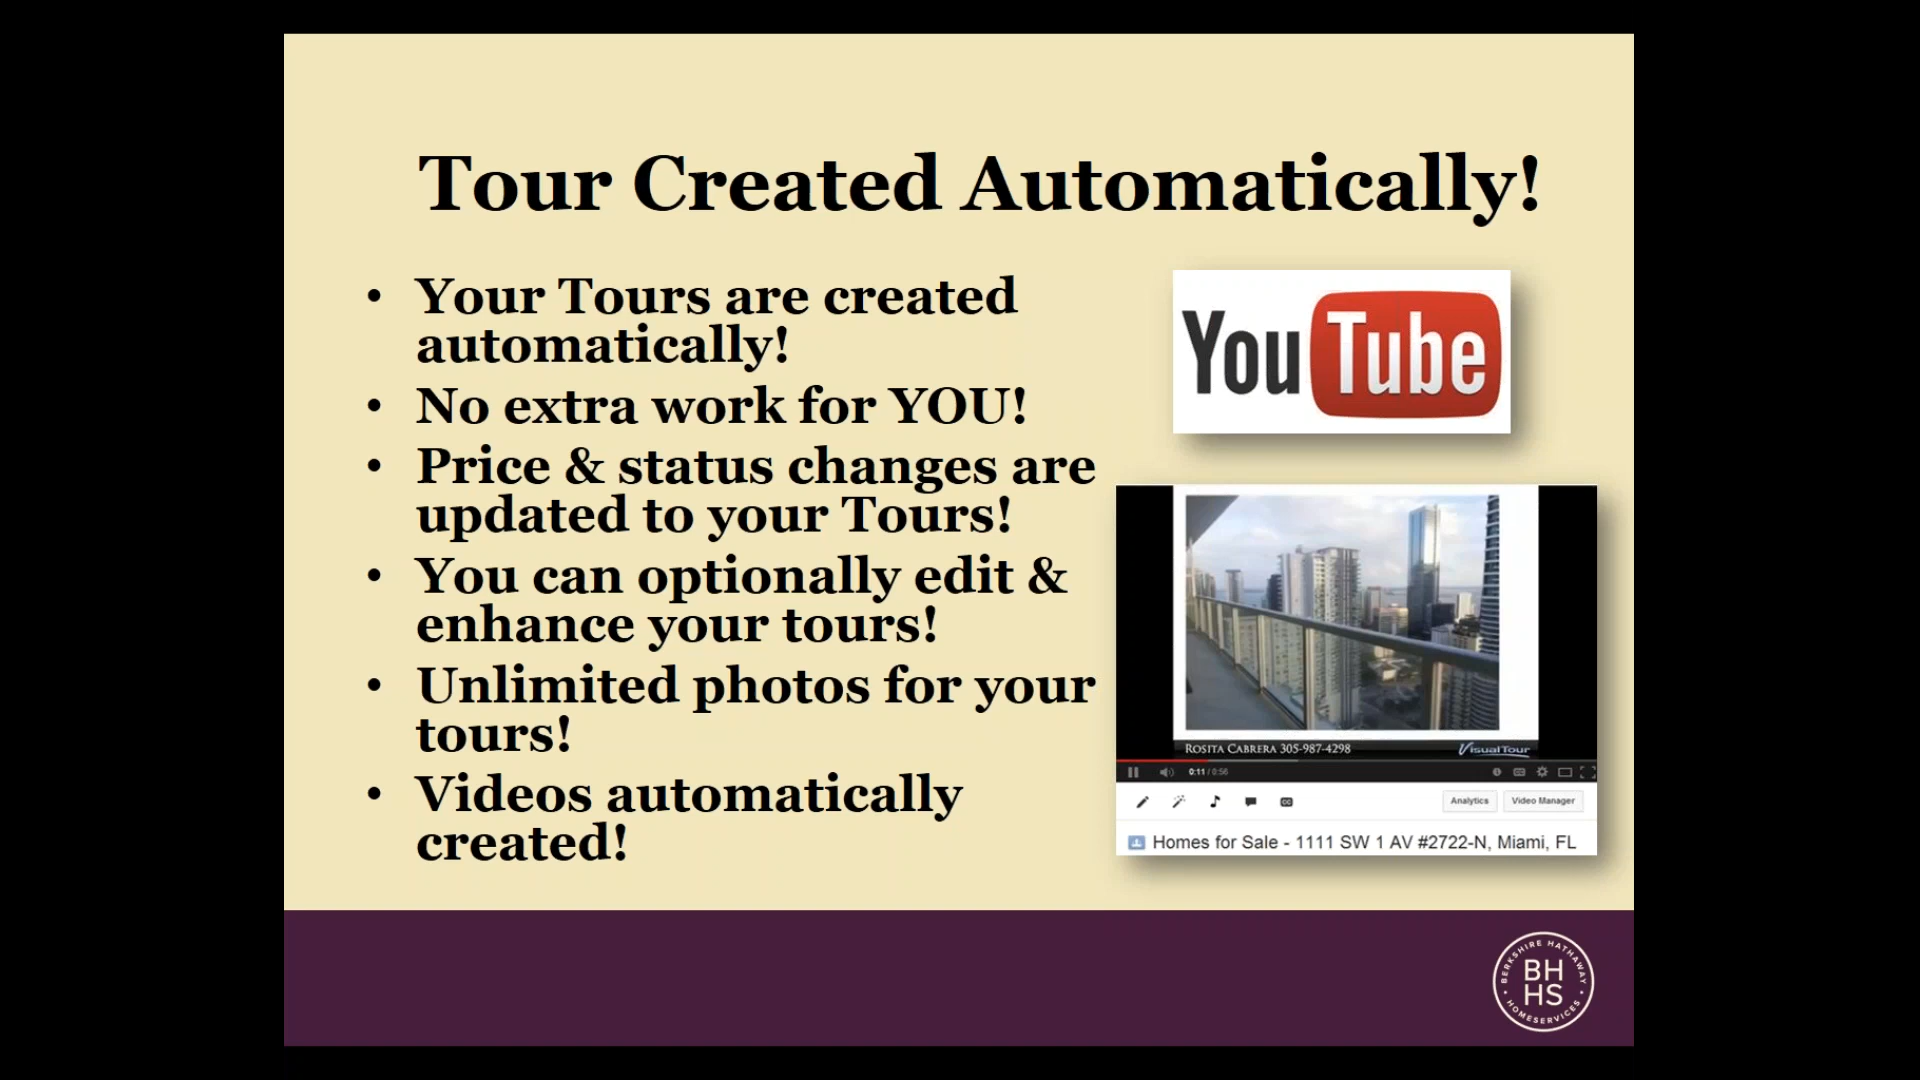 Tour Created Automatically!
• Your Tours are created
automatically!
• No extra work for YOU!
• Price & status changes are
updated to your Tours!
• You can optionally edit &
enhance your tours!
• Unlimited photos for your
tours!
• Videos automatically
created!
YouTube
ROSITA CABRERA 305-987-4298
VisualTour
0:11 / 0:56
Analytics
Video Manager
Homes for Sale - 1111 SW 1 AV #2722-N, Miami, FL
BERKSHIRE HATHAWAY
BH
HS
HOMESERVICES